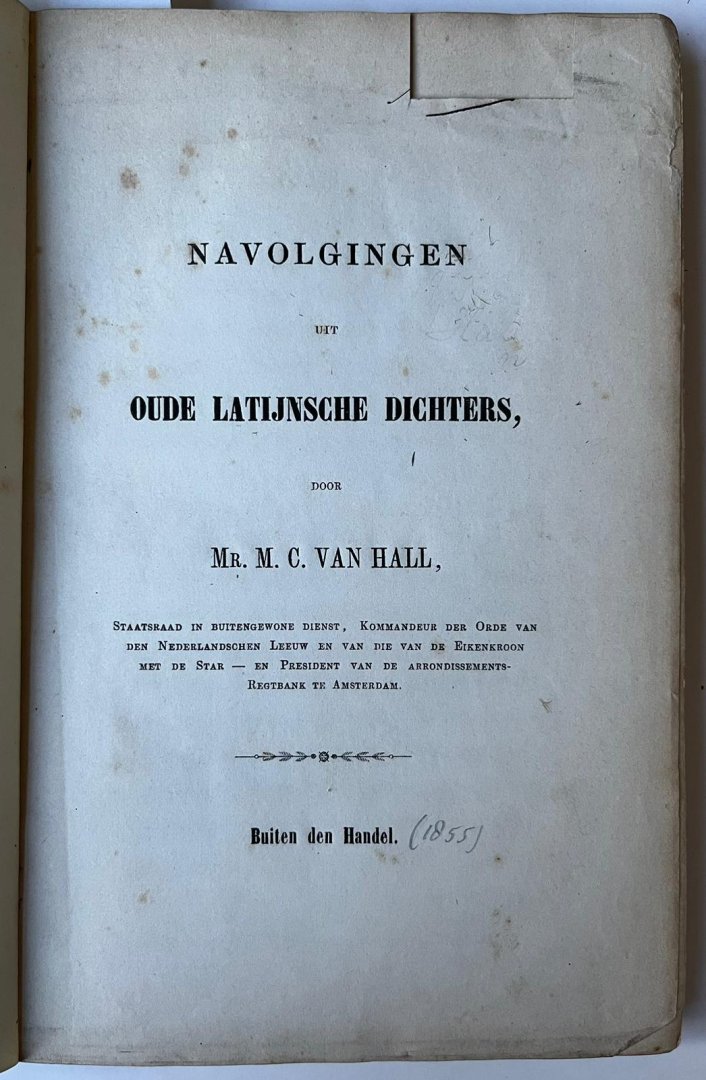 NAVOLGINGEN
UIT
OUDE LATIJNSCHE DICHTERS,
DOOR
MR. M. C. VAN HALL,
STAATSRAAD IN BUITENGEWONE DIENST, KOMMANDEUR DER ORDE VAN
DEN NEDERLANDSCHEN LEEUW EN VAN DIE VAN DE EIKENKROON
MET DE STAR — EN PRESIDENT VAN DE ARRONDISSEMENTS-
REGTBANK TE AMSTERDAM.
Buiten den Handel. (1855)